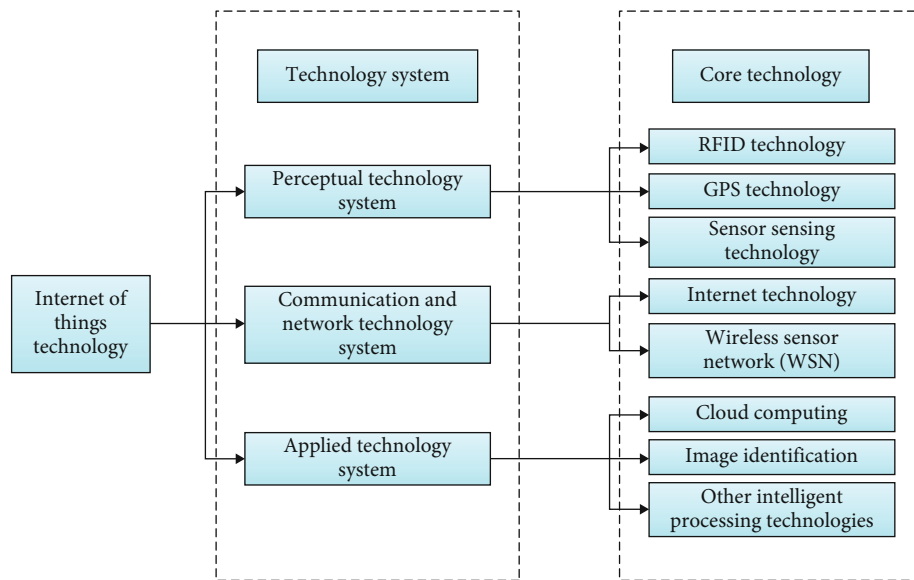 Technology system
Core technology
Internet of
things
technology
Perceptual technology
system
Communication and
network technology
system
Applied technology
system
RFID technology
GPS technology
Sensor sensing
technology
Internet technology
Wireless sensor
network (WSN)
Cloud computing
Image identification
Other intelligent
processing technologies